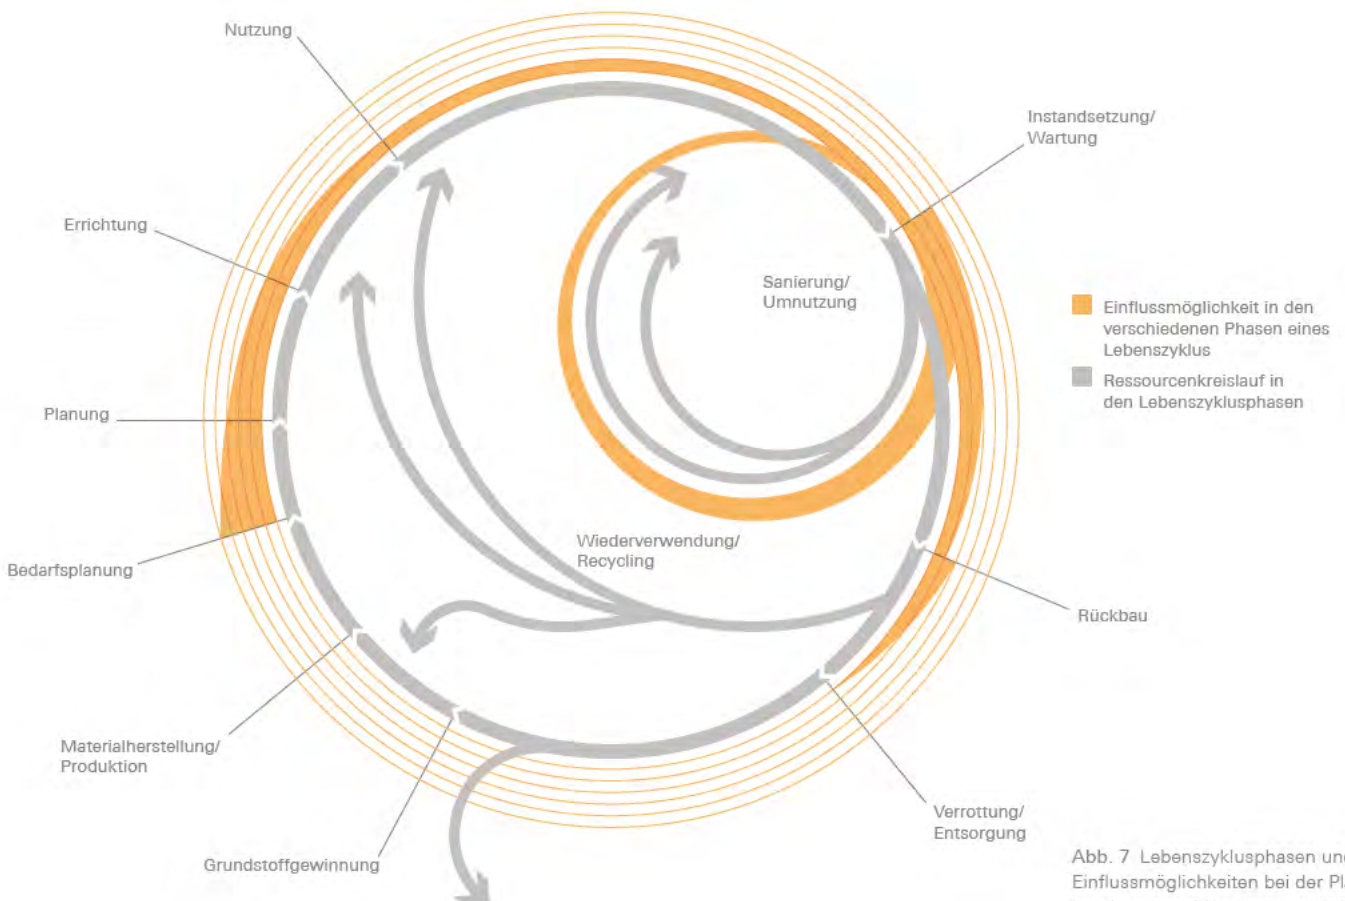 Nutzung
Instandsetzung/
Wartung
Errichtung
Sanierung/
Umnutzung
Einflussmöglichkeit in den
verschiedenen Phasen eines
Lebenszyklus
Ressourcenkreislauf in
den Lebenszyklusphasen
Planung
Wiederverwendung/
Recycling
Bedarfsplanung
Rückbau
Materialherstellung/
Produktion
Verrottung/
Entsorgung
Grundstoffgewinnung
Abb. 7 Lebenszyklusphasen
Einflussmöglichkeiten bei der